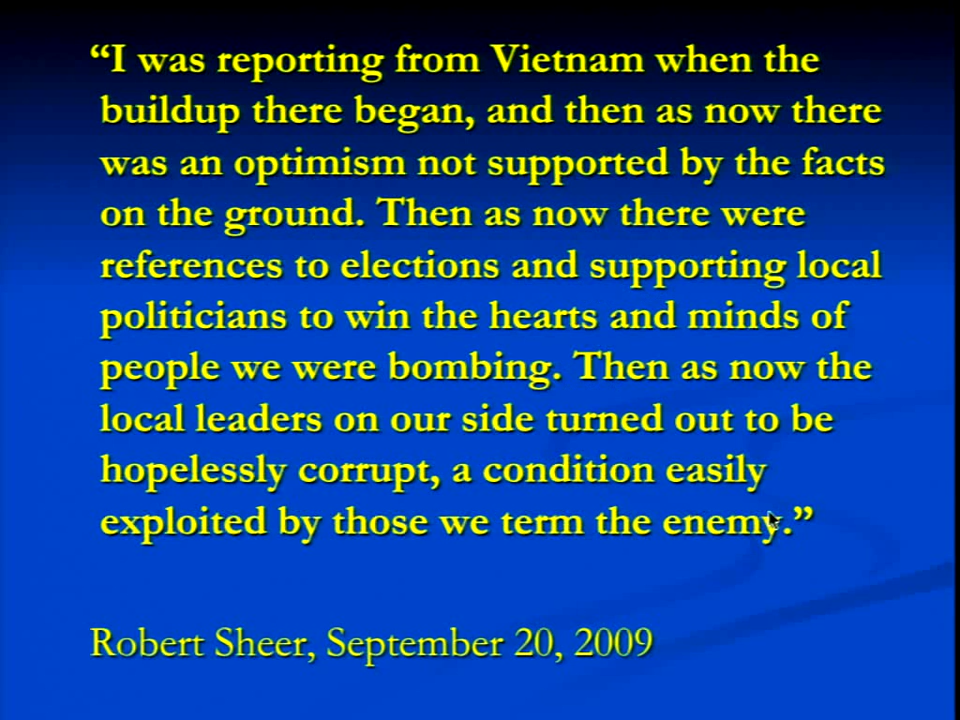 “I was reporting from Vietnam when the
buildup there began, and then as now there
was an optimism not supported by the facts
on the ground. Then as now there were
references to elections and supporting local
politicians to win the hearts and minds of
people we were bombing. Then as now the
local leaders on our side turned out to be
hopelessly corrupt, a condition easily
exploited by those we term the enemy.”
Robert Sheer, September 20, 2009